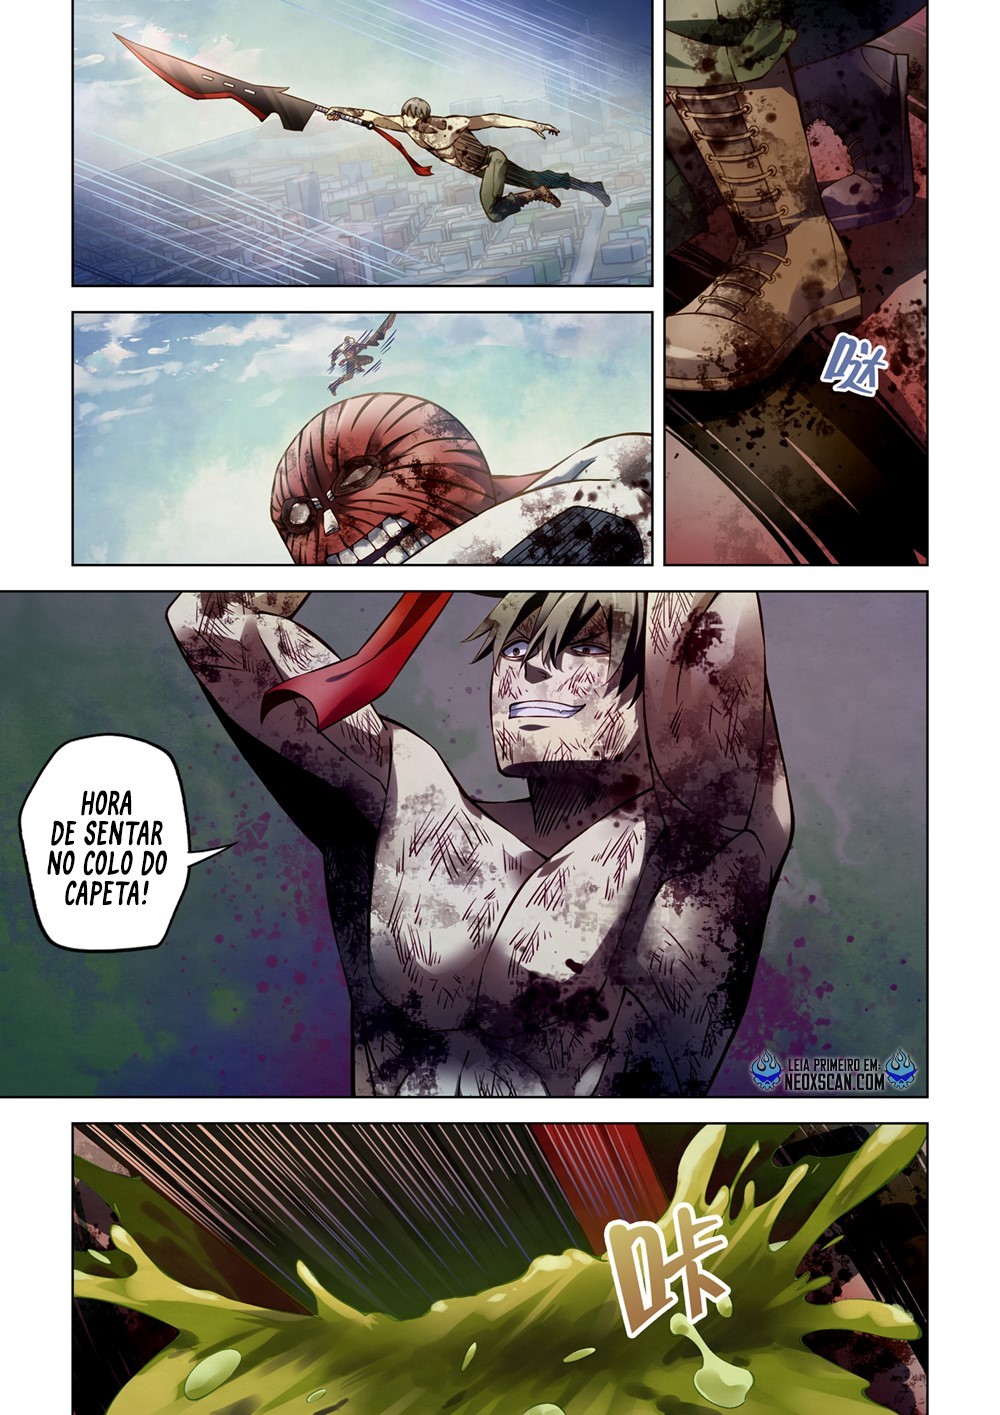 哒
HORA
DE SENTAR
NO COLO DO
CAPETA!
LEIA PRIMEIRO EM:
NEOXSCAN.COM
咔